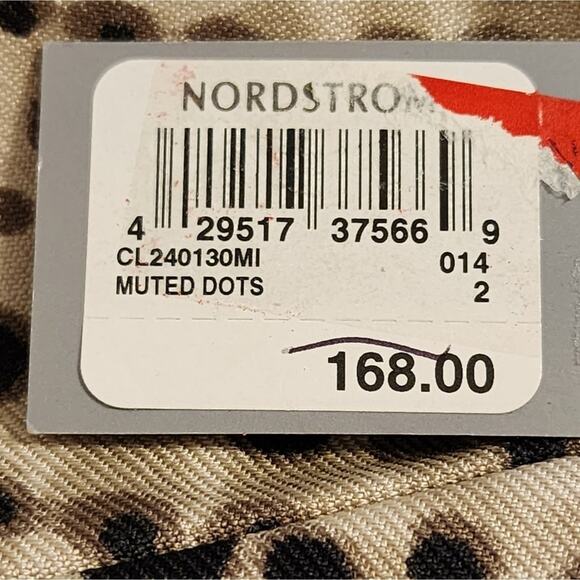 NORDSTROM
4 29517 37566 9
CL240130MI 014
MUTED DOTS 2
168.00